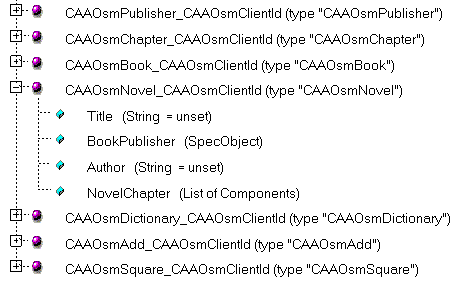 CAAOsmPublisher_CAAOsmClientId (type "CAAOsmPublisher")
CAAOsmChapter_CAAOsmClientId (type "CAAOsmChapter")
CAAOsmBook_CAAOsmClientId (type "CAAOsmBook")
CAAOsmNovel_CAAOsmClientId (type "CAAOsmNovel")
Title (String = unset)
BookPublisher (SpecObject)
Author (String = unset)
NovelChapter (List of Components)
CAAOsmDictionary_CAAOsmClientId (type "CAAOsmDictionary")
CAAOsmAdd_CAAOsmClientId (type "CAAOsmAdd")
CAAOsmSquare_CAAOsmClientId (type "CAAOsmSquare")